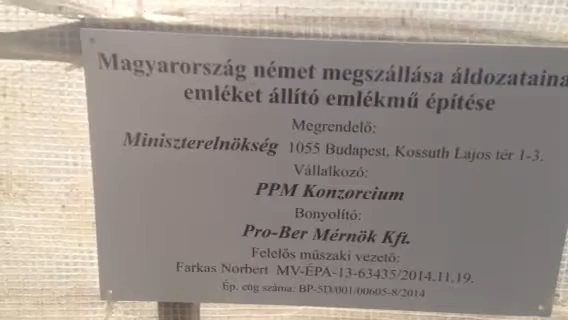 Magyarország német megszállása áldozataina
emléket állító emlékmű építése
Megrendelő:
Miniszterelnökség 1055 Budapest, Kossuth Lajos tér 1-3.
Vállalkozó:
PPM Konzorcium
Bonyolító:
Pro-Ber Mérnök Kft.
Felelős műszaki vezető:
Farkas Norbert MV-ÉPA-13-63435/2014.11.19.
Ép. eng száma: BP-5D/001/00605-8/2014